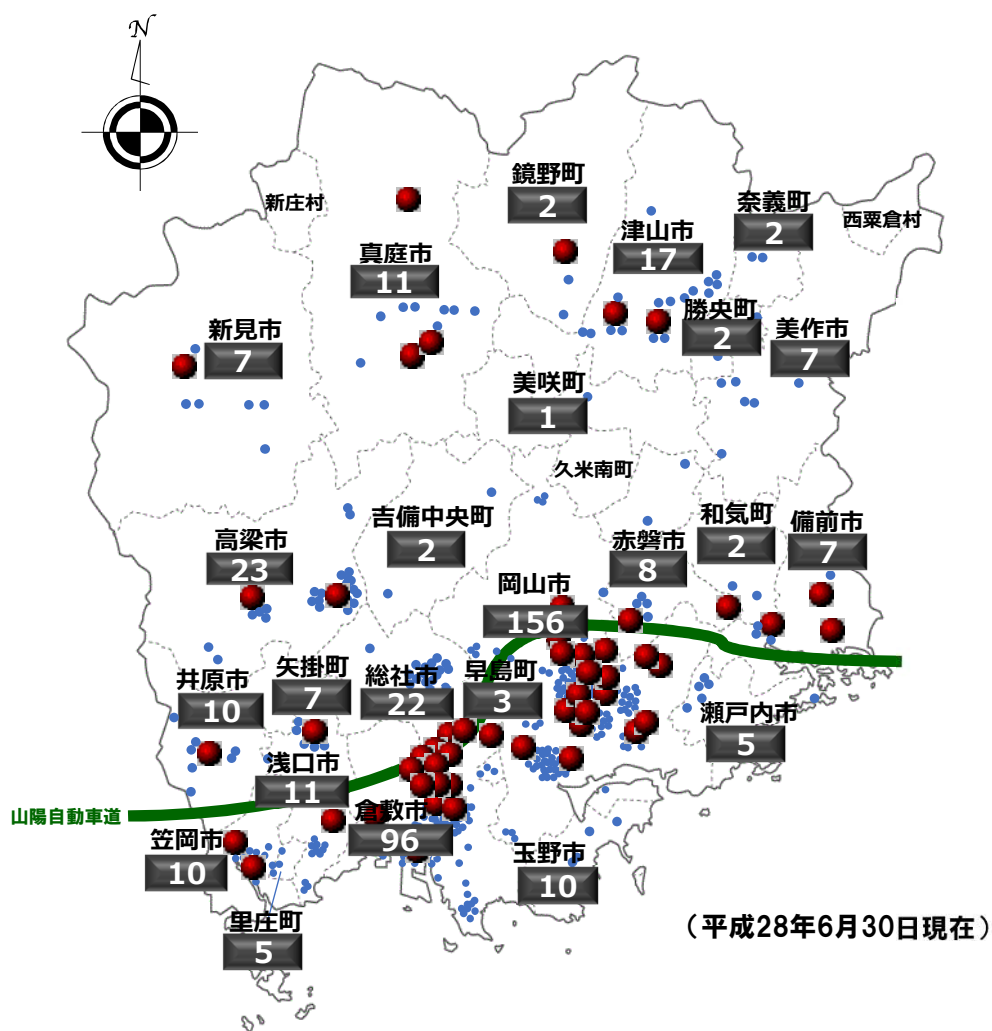 N
鏡野町
2
奈義町
2
新庄村
西粟倉村
津山市
17
真庭市
11
勝央町
2
美作市
7
新見市
7
美咲町
1
久米南町
吉備中央町
2
和気町
2
備前市
7
赤磐市
8
高梁市
23
岡山市
156
井原市
10
矢掛町
7
総社市
22
早島町
3
瀬戸内市
5
浅口市
11
山陽自動車道
倉敷市
96
笠岡市
10
玉野市
10
里庄町
5
（平成28年6月30日現在）